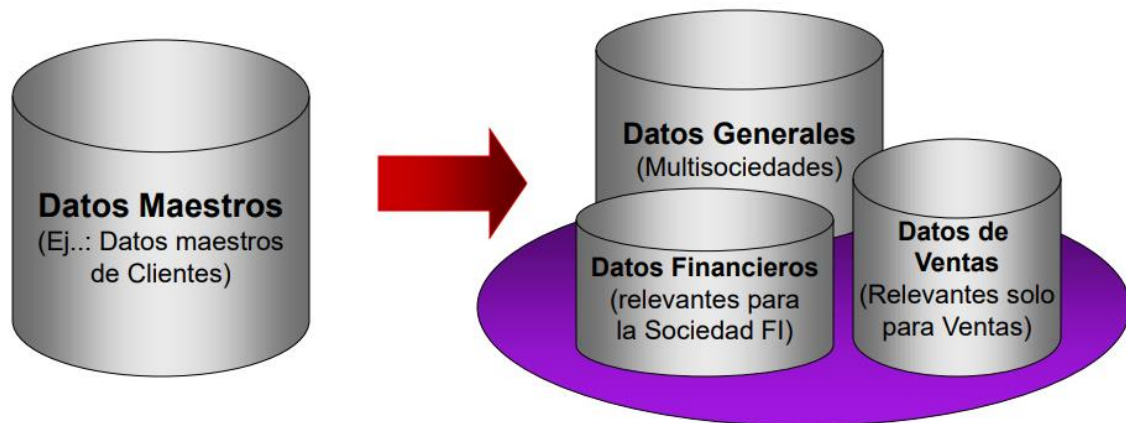 Datos Maestros
(Ej..: Datos maestros
de Clientes)
Datos Generales
(Multisociedades)
Datos Financieros
(relevantes para
la Sociedad FI)
Datos de
Ventas
(Relevantes solo
para Ventas)